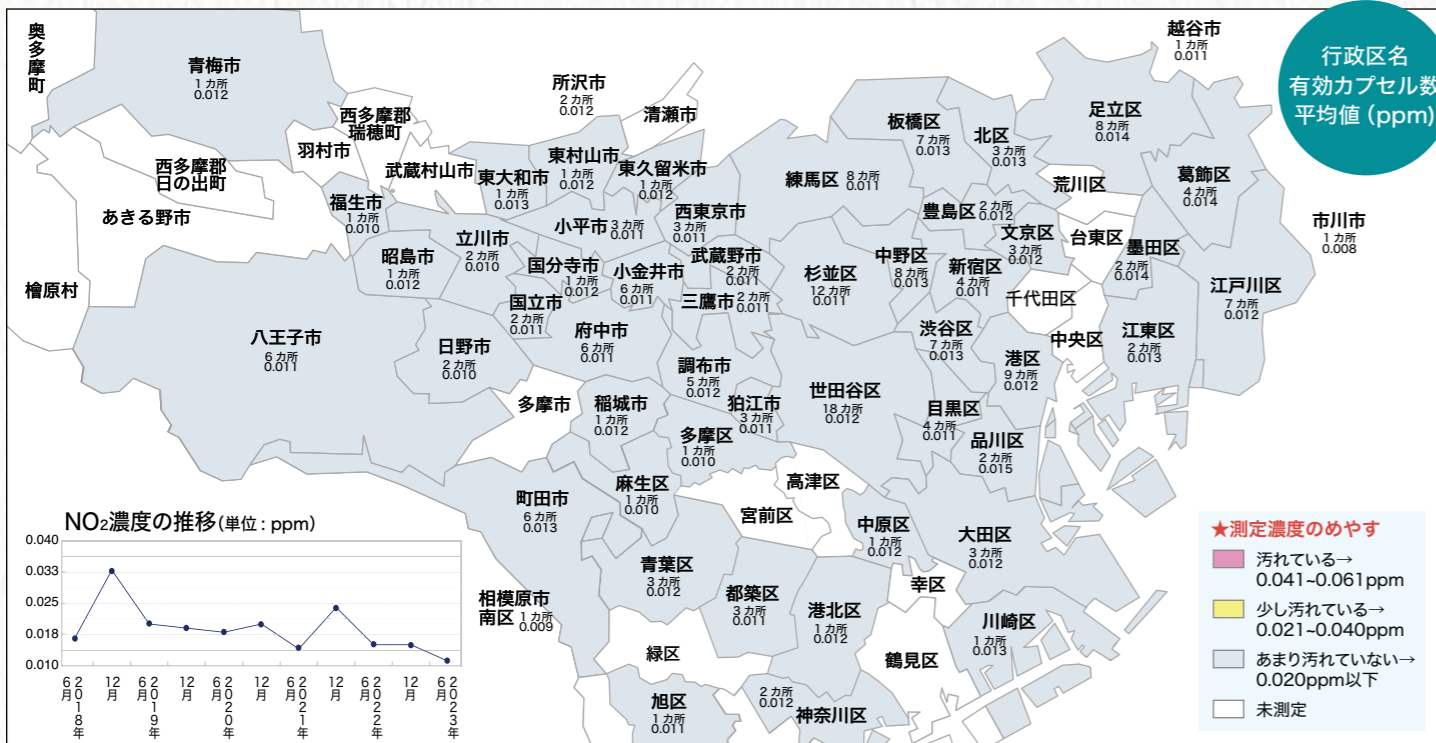 行政区名
有効カプセル数
平均値 (ppm)
奥多摩町
青梅市
1 カ所
0.012
西多摩郡
瑞穂町
羽村市
西多摩郡
日の出町
あきる野市
檜原村
武蔵村山市
福生市
1 カ所
0.010
所沢市
2 カ所
0.012
清瀬市
越谷市
1 カ所
0.011
東大和市
1 カ所
0.013
東村山市
1 カ所
0.012
東久留米市
1 カ所
0.012
西東京市
3 カ所
0.011
小平市 3 カ所
0.011
昭島市
1 カ所
0.012
立川市
2 カ所
0.010
国分寺市
1 カ所
0.012
国立市
2 カ所
0.011
小金井市
6 カ所
0.011
武蔵野市
2 カ所
0.011
三鷹市 2 カ所
0.011
八王子市
6 カ所
0.011
日野市
2 カ所
0.010
府中市
6 カ所
0.011
調布市
5 カ所
0.012
狛江市
3 カ所
0.011
多摩市
稲城市
1 カ所
0.012
板橋区
7 カ所
0.013
北区
3 カ所
0.013
足立区
8 カ所
0.014
荒川区
葛飾区
4 カ所
0.014
練馬区 8 カ所
0.011
豊島区 2 カ所
0.012
文京区
3 カ所
0.012
台東区
墨田区
2 カ所
0.014
市川市
1 カ所
0.008
江戸川区
7 カ所
0.012
杉並区
12 カ所
0.011
中野区
8 カ所
0.013
新宿区
4 カ所
0.011
千代田区
中央区
江東区
2 カ所
0.013
渋谷区
7 カ所
0.013
港区
9 カ所
0.012
世田谷区
18 カ所
0.012
目黒区
4 カ所
0.011
品川区
2 カ所
0.015
大田区
3 カ所
0.012
多摩区
1 カ所
0.010
麻生区
1 カ所
0.010
高津区
宮前区
中原区
1 カ所
0.012
幸区
川崎区
1 カ所
0.013
町田市
6 カ所
0.013
相模原市
南区 1 カ所
0.009
青葉区
3 カ所
0.012
都築区
3 カ所
0.011
港北区
1 カ所
0.012
鶴見区
緑区
旭区
1 カ所
0.011
2 カ所
0.012
神奈川区
NO₂濃度の推移(単位 : ppm)
0.040
0.033
0.025
0.018
0.010
2018年
6月
12月
2019年
6月
12月
2020年
6月
12月
2021年
6月
12月
2022年
6月
12月
2023年
6月
★測定濃度のめやす
汚れている→
0.041~0.061ppm
少し汚れている→
0.021~0.040ppm
あまり汚れていない→
0.020ppm以下
未測定